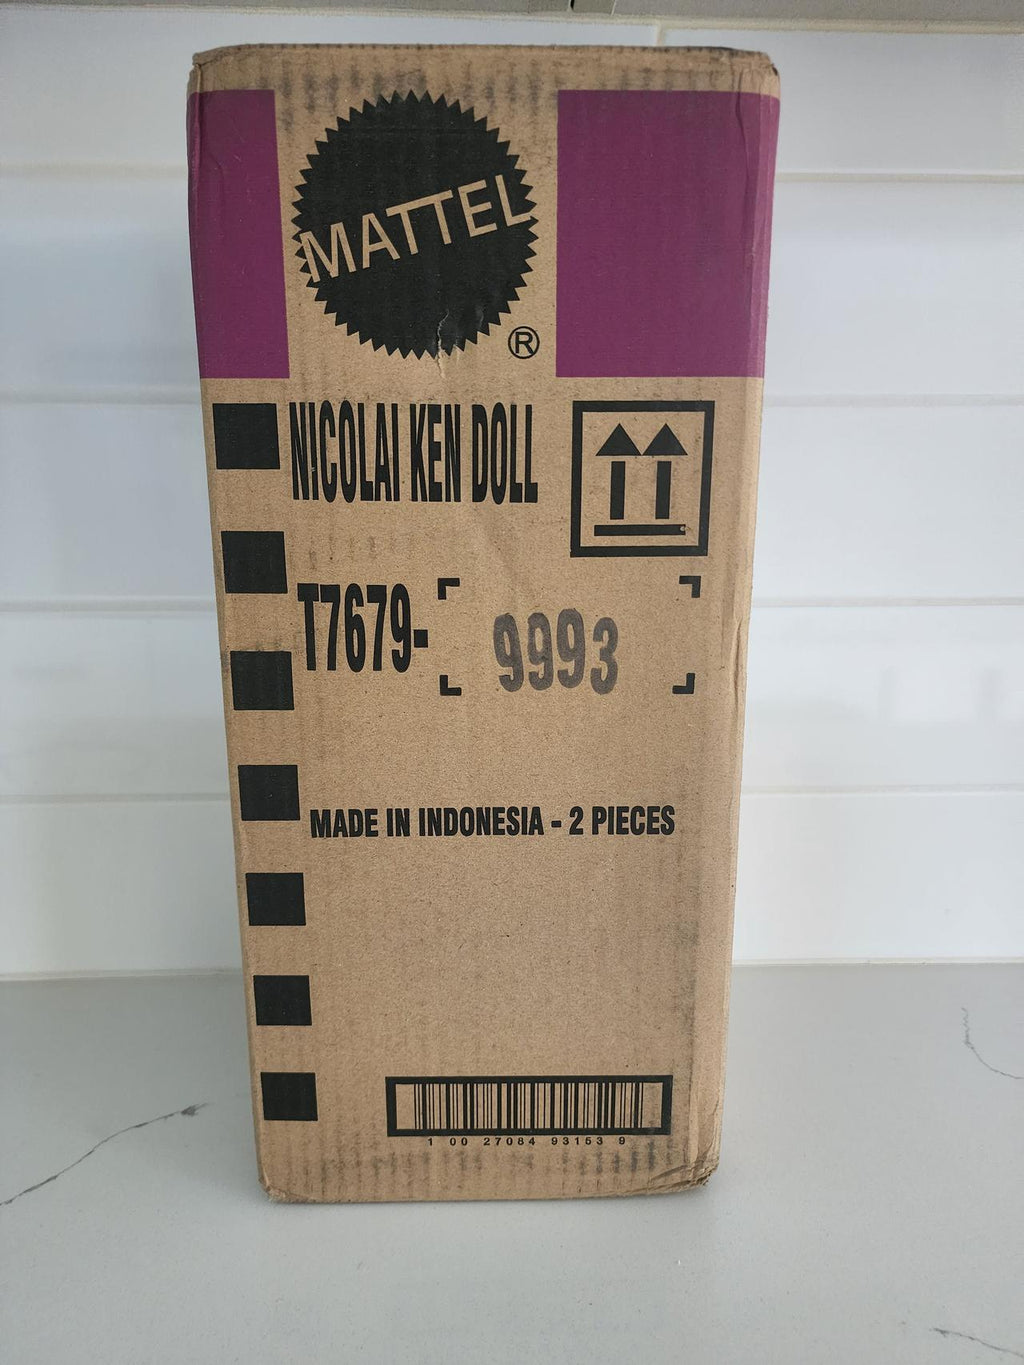 MATTEL
®
NICOLAI KEN DOLL
T7679- 9993
MADE IN INDONESIA - 2 PIECES
1 00 27084 93153 9